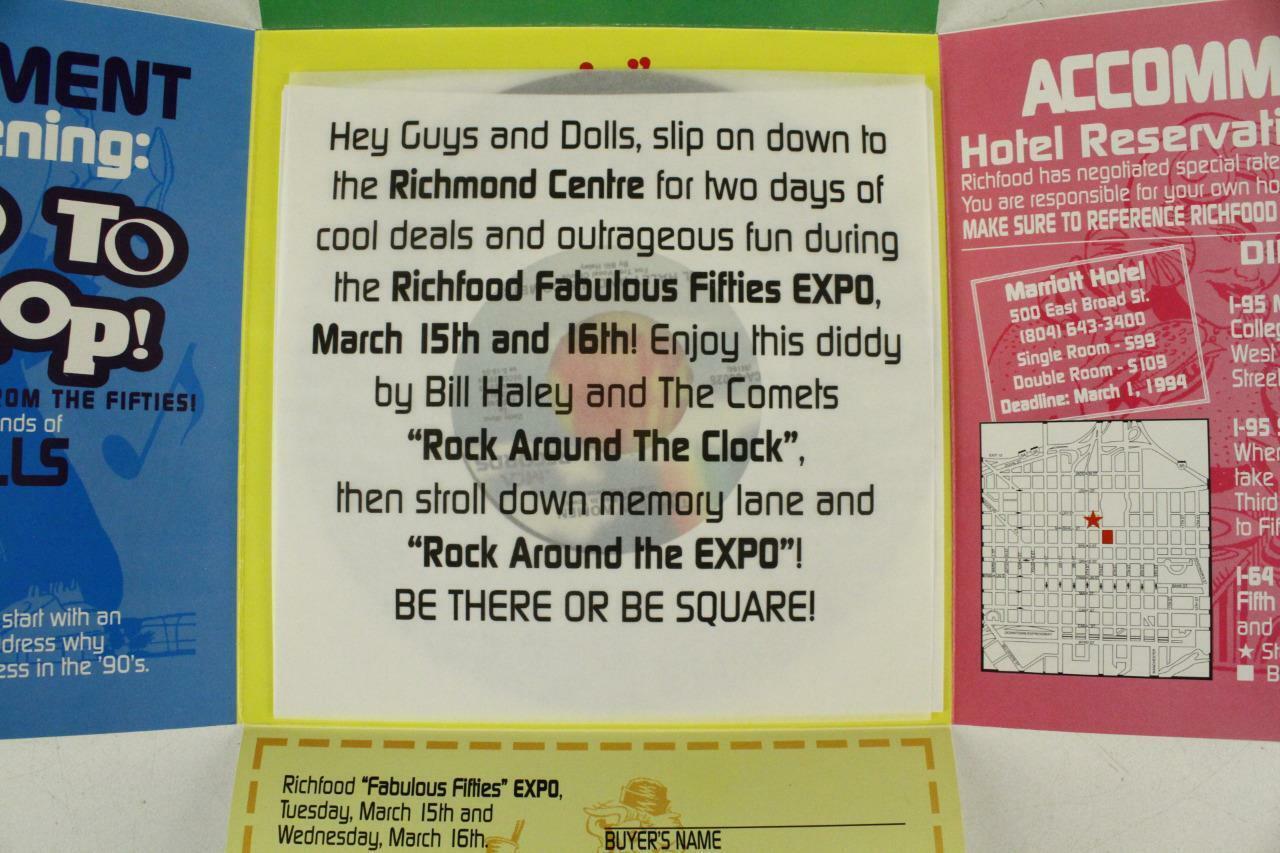 MENT
ening:
TO
OP!
OM THE FIFTIES!
nds of
LLS
start with an
dress why
ess in the '90's.
Hey Guys and Dolls, slip on down to
the Richmond Centre for two days of
cool deals and outrageous fun during
the Richfood Fabulous Fifties EXPO,
March 15th and 16th! Enjoy this diddy
by Bill Haley and The Comets
"Rock Around The Clock",
then stroll down memory lane and
"Rock Around the EXPO"!
BE THERE OR BE SQUARE!
Richfood "Fabulous Fifties" EXPO,
Tuesday, March 15th and
Wednesday, March 16th.
BUYER'S NAME
ACCOMM
Hotel Reservati
Richfood has negotiated special rate
You are responsible for your own ho
MAKE SURE TO REFERENCE RICHFOOD
DI
Marriott Hotel
500 East Broad St.
(804) 643-3400
Single Room - $99
Double Room - $109
Deadline: March 1, 1994
I-95 N
Colle
West
Street
I-95 S
When
take
Third
to Fi
I-64
Fifth
and
St
B